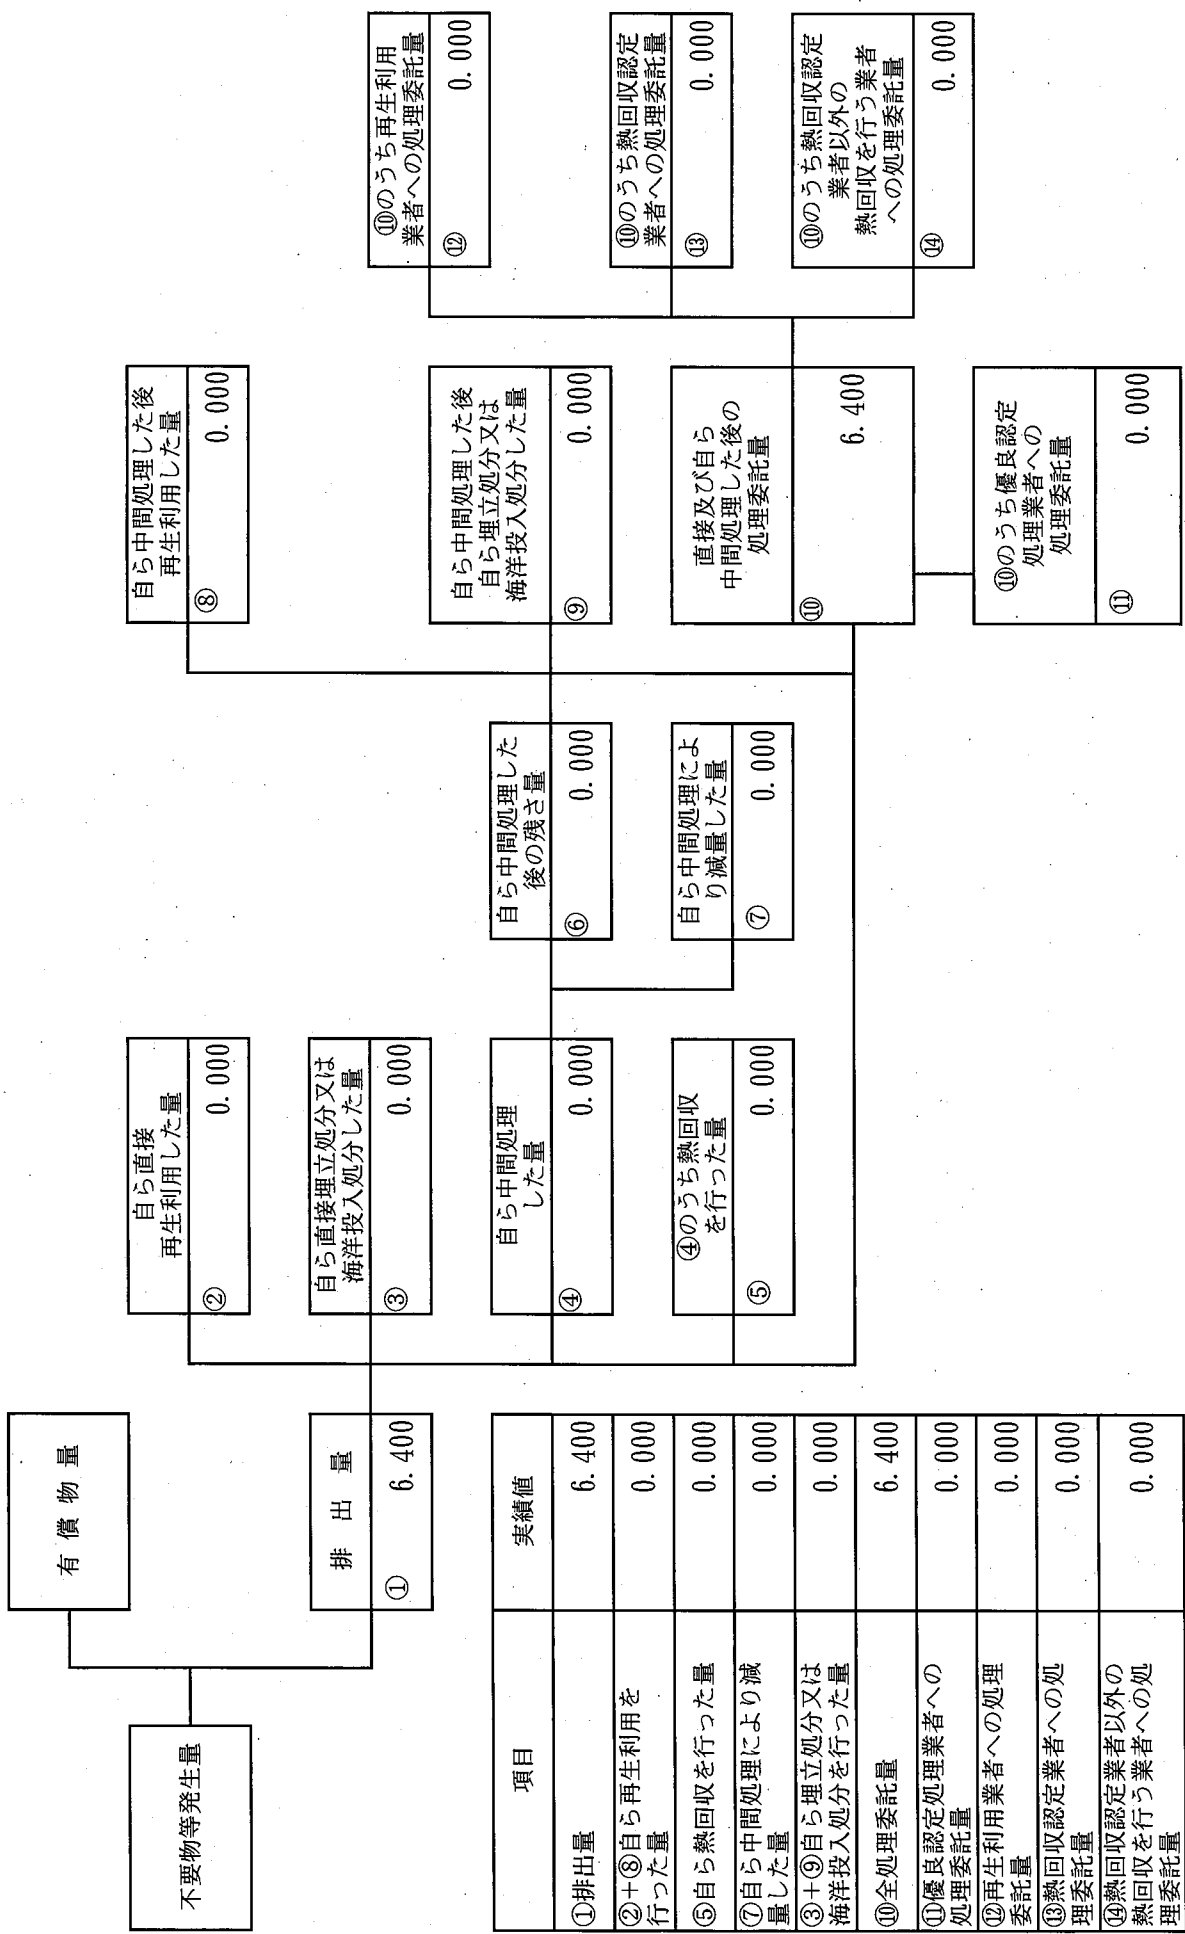 不要物等発生量
有償物量
排出量
① 6.400
自ら直接
再生利用した量
② 0.000
自ら直接埋立処分又は
海洋投入処分した量
③ 0.000
自ら中間処理
した量
④ 0.000
④のうち熱回収
を行った量
⑤ 0.000
自ら中間処理した
後の残さ量
⑥ 0.000
自ら中間処理によ
り減量した量
⑦ 0.000
自ら中間処理した後
再生利用した量
⑧ 0.000
自ら中間処理した後
自ら埋立処分又は
海洋投入処分した量
⑨ 0.000
直接及び自ら
中間処理した後の
処理委託量
⑩ 6.400
⑩のうち優良認定
処理業者への
処理委託量
⑪ 0.000
⑩のうち再生利用
業者への処理委託量
⑫ 0.000
⑩のうち熱回収認定
業者への処理委託量
⑬ 0.000
⑩のうち熱回収認定
業者以外の
熱回収を行う業者
への処理委託量
⑭ 0.000
項目 実績値
①排出量 6.400
②+⑧自ら再生利用を
行った量 0.000
⑤自ら熱回収を行った量 0.000
⑦自ら中間処理により減
量した量 0.000
③+⑨自ら埋立処分又は
海洋投入処分を行った量 0.000
⑩全処理委託量 6.400
⑪優良認定処理業者への
処理委託量 0.000
⑫再生利用業者への処理
委託量 0.000
⑬熱回収認定業者への処
理委託量 0.000
⑭熱回収認定業者以外の
熱回収を行う業者への処
理委託量 0.000